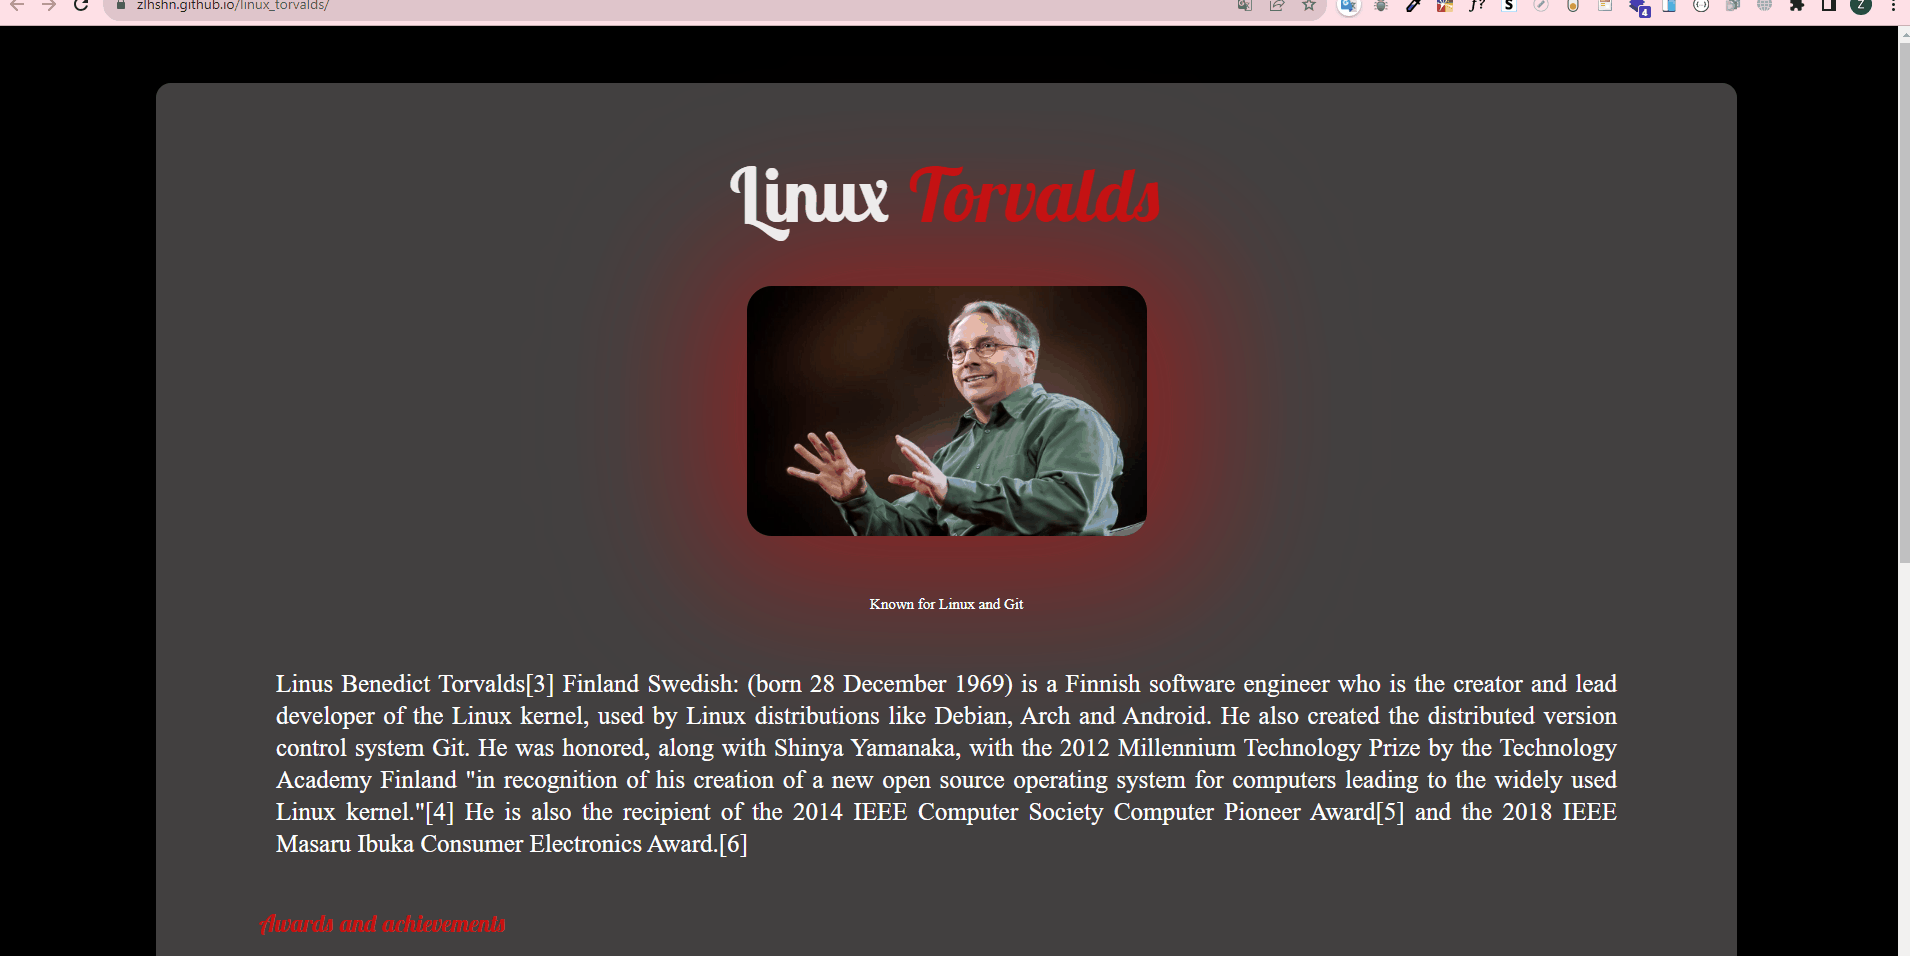 zlhshn.github.io/linux_torvalds/
Linux Torvalds
Known for Linux and Git
Linus Benedict Torvalds[3] Finland Swedish: (born 28 December 1969) is a Finnish software engineer who is the creator and lead
developer of the Linux kernel, used by Linux distributions like Debian, Arch and Android. He also created the distributed version
control system Git. He was honored, along with Shinya Yamanaka, with the 2012 Millennium Technology Prize by the Technology
Academy Finland "in recognition of his creation of a new open source operating system for computers leading to the widely used
Linux kernel."[4] He is also the recipient of the 2014 IEEE Computer Society Computer Pioneer Award[5] and the 2018 IEEE
Masaru Ibuka Consumer Electronics Award.[6]
Awards and achievements